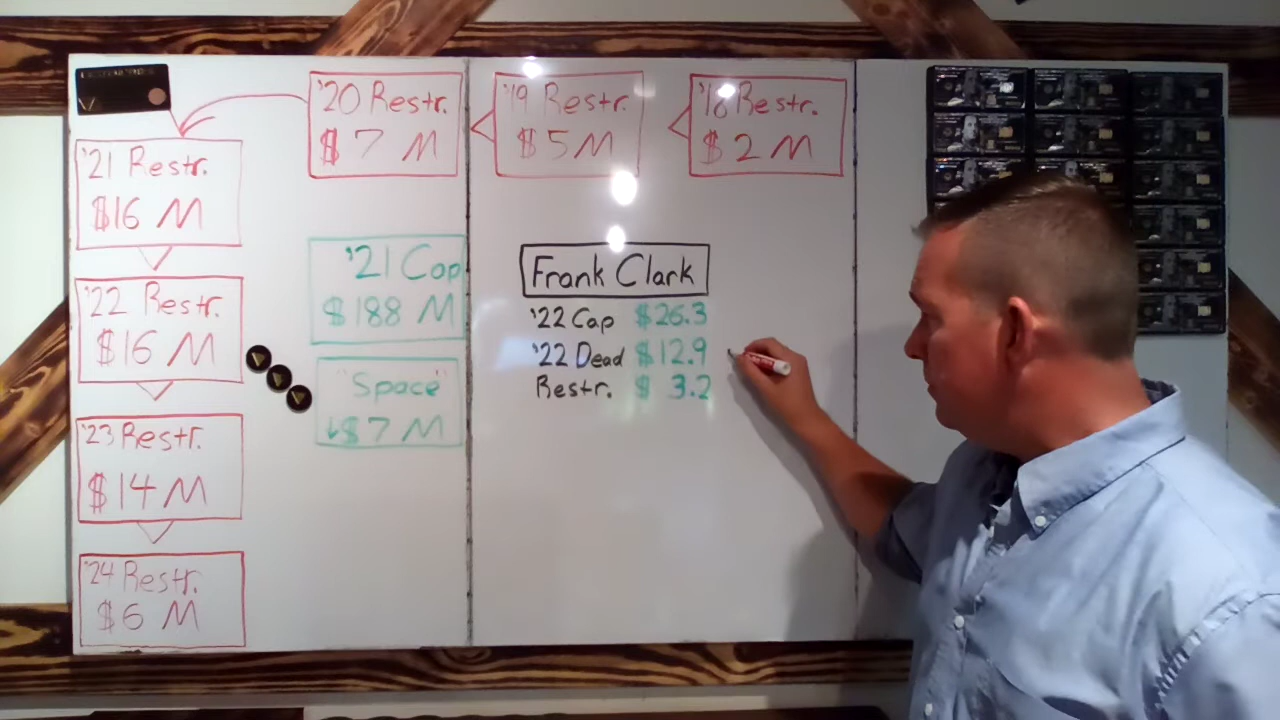 '20 Restr.
$7 M
'19 Restr.
$5M
'18 Restr.
$2 M
'21 Restr.
$16 M
'22 Restr.
$16 M
'23 Restr.
$14 M
'24 Restr.
$6 M
'21 Cap
$188 M
"Space"
↓$7 M
Frank Clark
'22 Cap $26.3
'22 Dead $12.9
Restr. $ 3.2